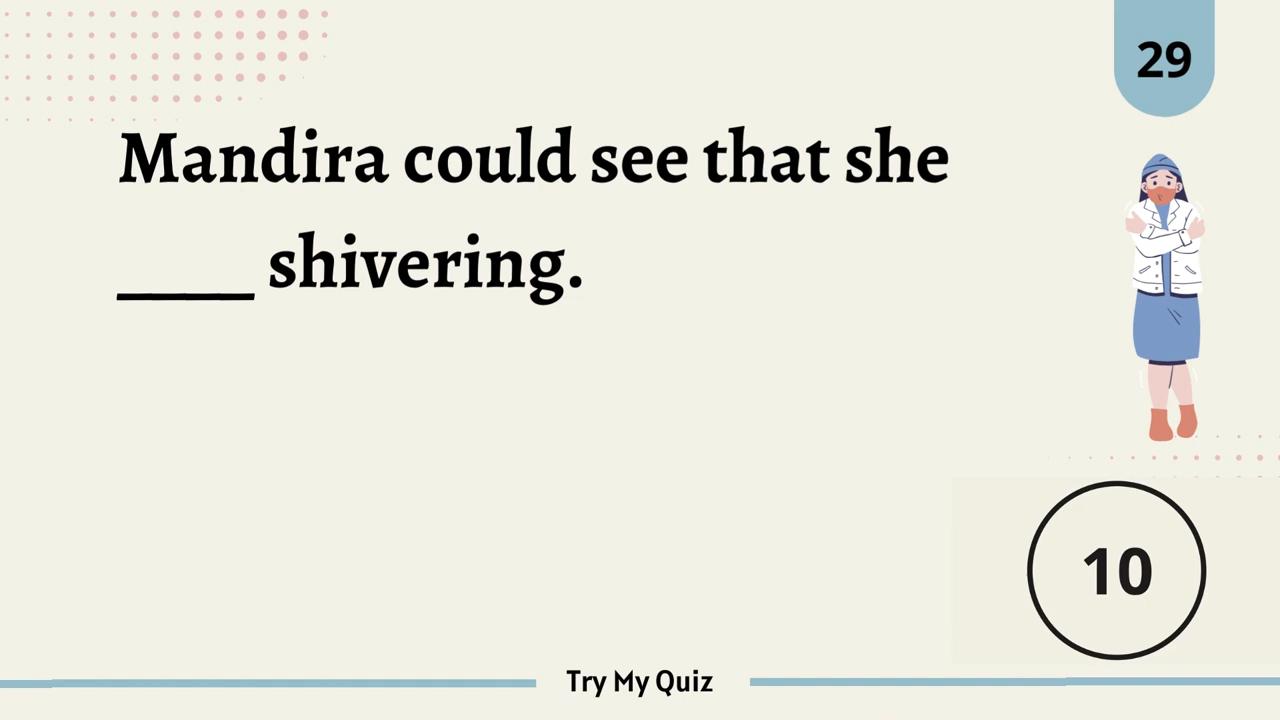 29
Mandira could see that she
____ shivering.
10
Try My Quiz